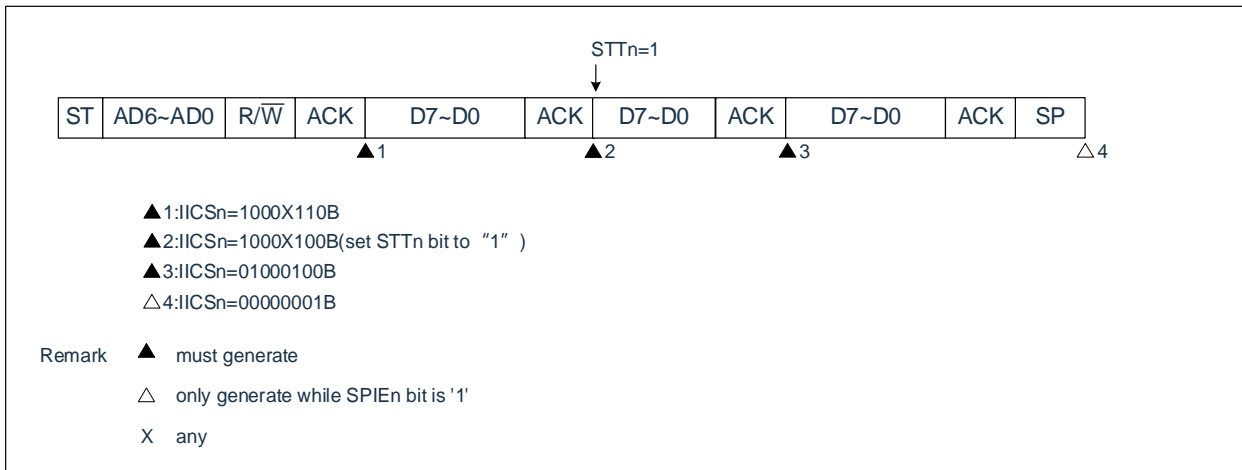 STTn=1
ST AD6~AD0 R/W̅ ACK D7~D0 ACK D7~D0 ACK D7~D0 ACK SP
▲1 ▲2 ▲3 △4
▲1:IICSn=1000X110B
▲2:IICSn=1000X100B(set STTn bit to “1” )
▲3:IICSn=01000100B
△4:IICSn=00000001B
Remark ▲ must generate
△ only generate while SPIEn bit is '1'
X any